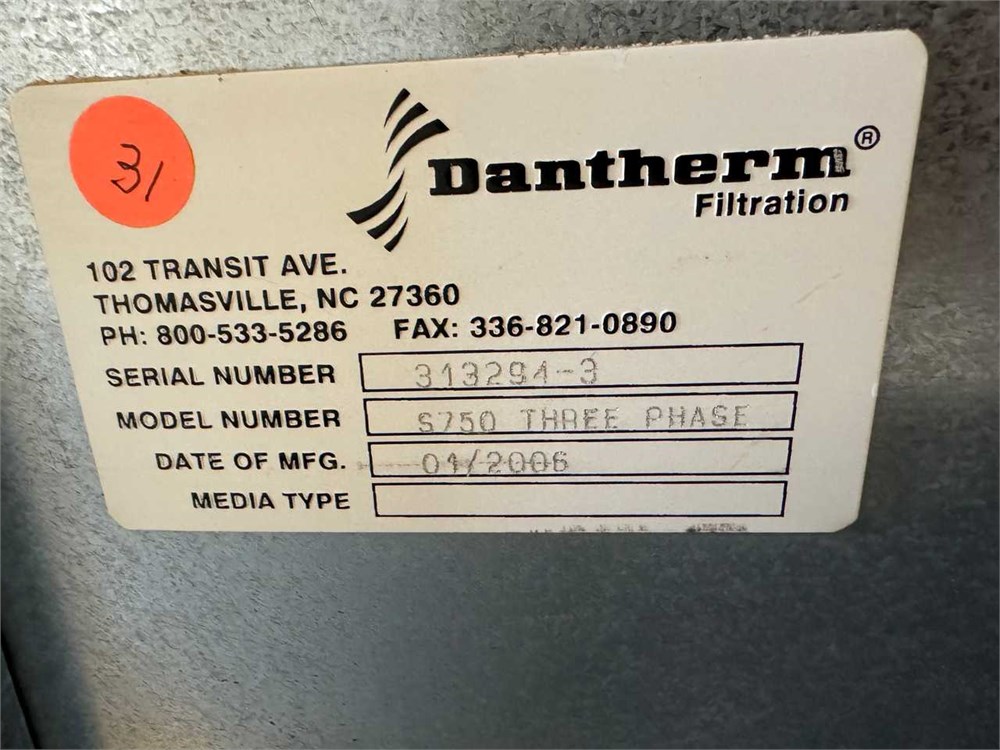 31
Dantherm®
Filtration
102 TRANSIT AVE.
THOMASVILLE, NC 27360
PH: 800-533-5286 FAX: 336-821-0890
SERIAL NUMBER 313294-3
MODEL NUMBER S750 THREE PHASE
DATE OF MFG. 01/2006
MEDIA TYPE